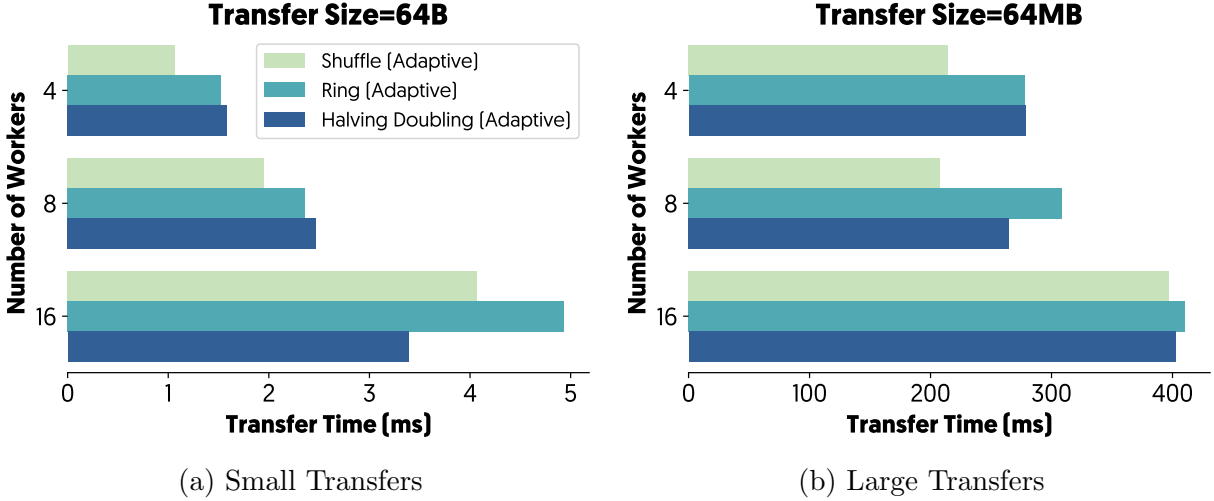 Transfer Size=64B
Shuffle (Adaptive)
Ring (Adaptive)
Halving Doubling (Adaptive)
Number of Workers
4
8
16
0 1 2 3 4 5
Transfer Time (ms)
(a) Small Transfers
Transfer Size=64MB
Number of Workers
4
8
16
0 100 200 300 400
Transfer Time (ms)
(b) Large Transfers